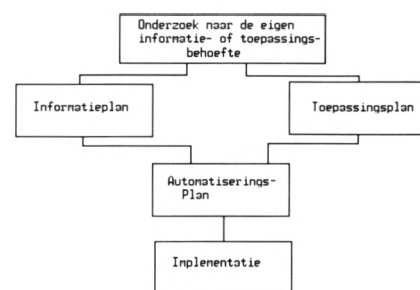 Onderzoek naar de eigen
informatie- of toepassings-
behoefte
Informatieplan
Toepassingsplan
Automatiserings-
Plan
Implementatie